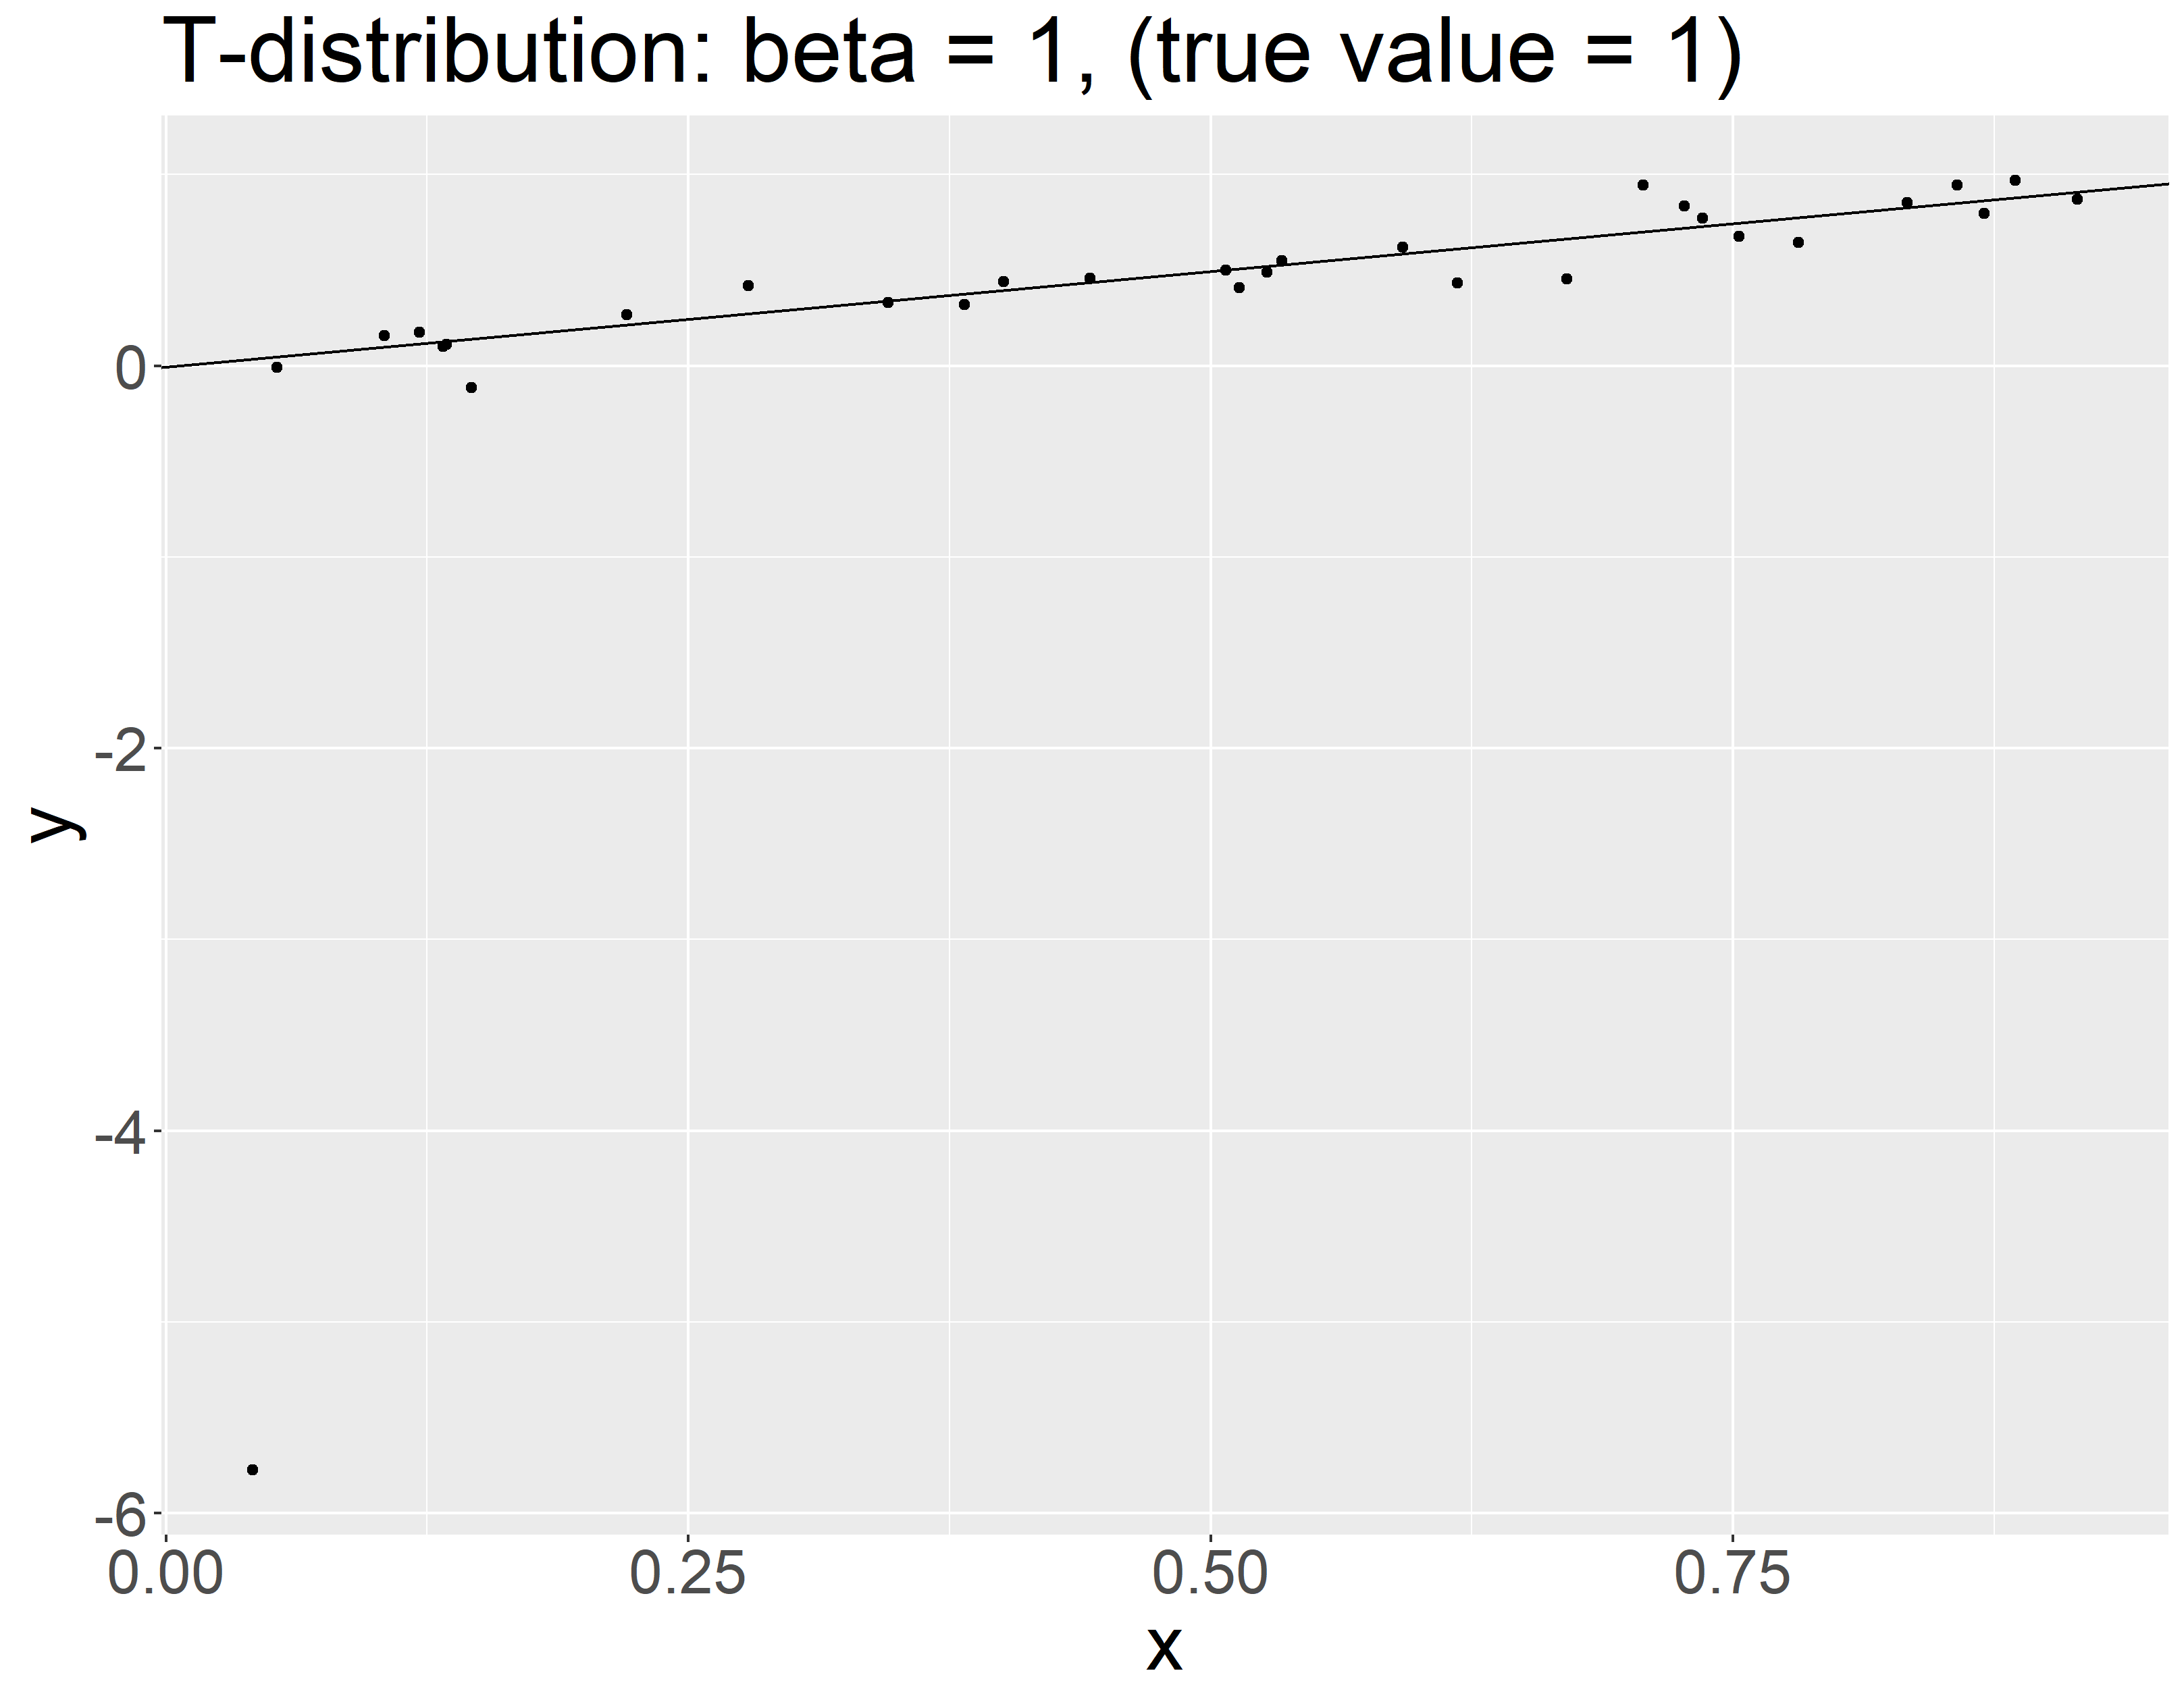 T-distribution: beta = 1, (true value = 1)
y
0
-2
-4
-6
0.00 0.25 0.50 0.75
x